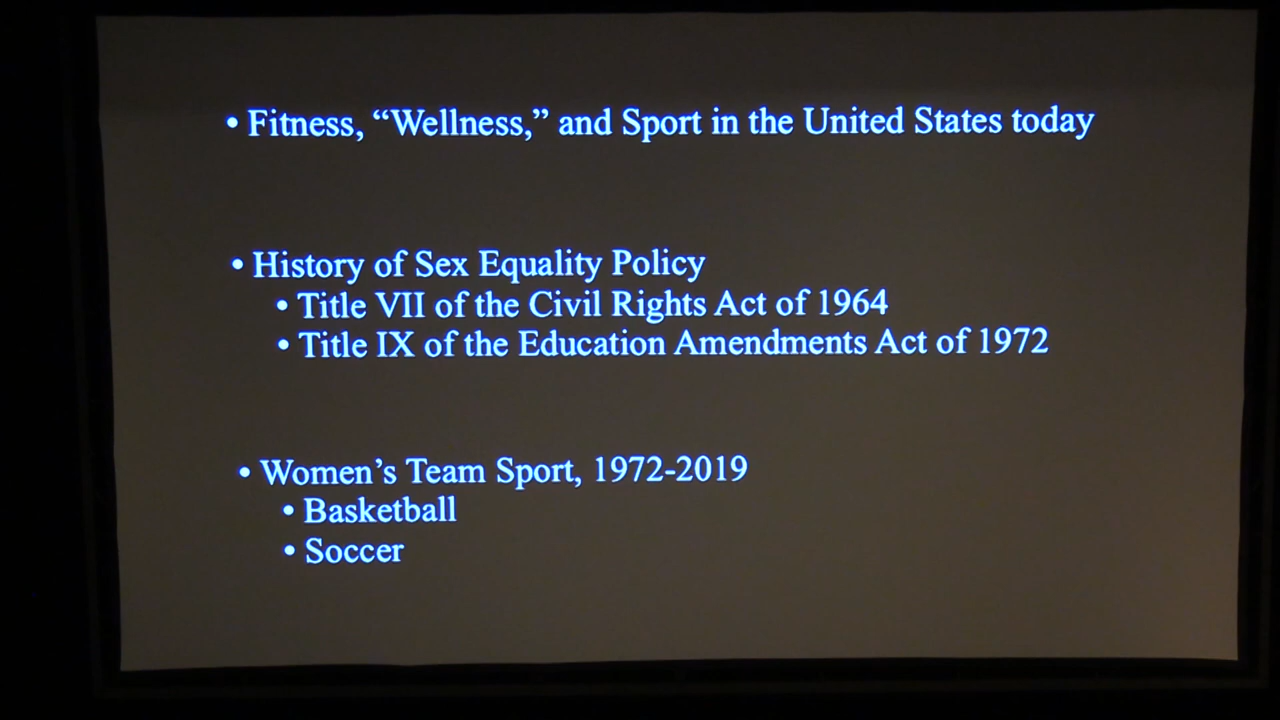 • Fitness, “Wellness,” and Sport in the United States today
• History of Sex Equality Policy
• Title VII of the Civil Rights Act of 1964
• Title IX of the Education Amendments Act of 1972
• Women’s Team Sport, 1972-2019
• Basketball
• Soccer